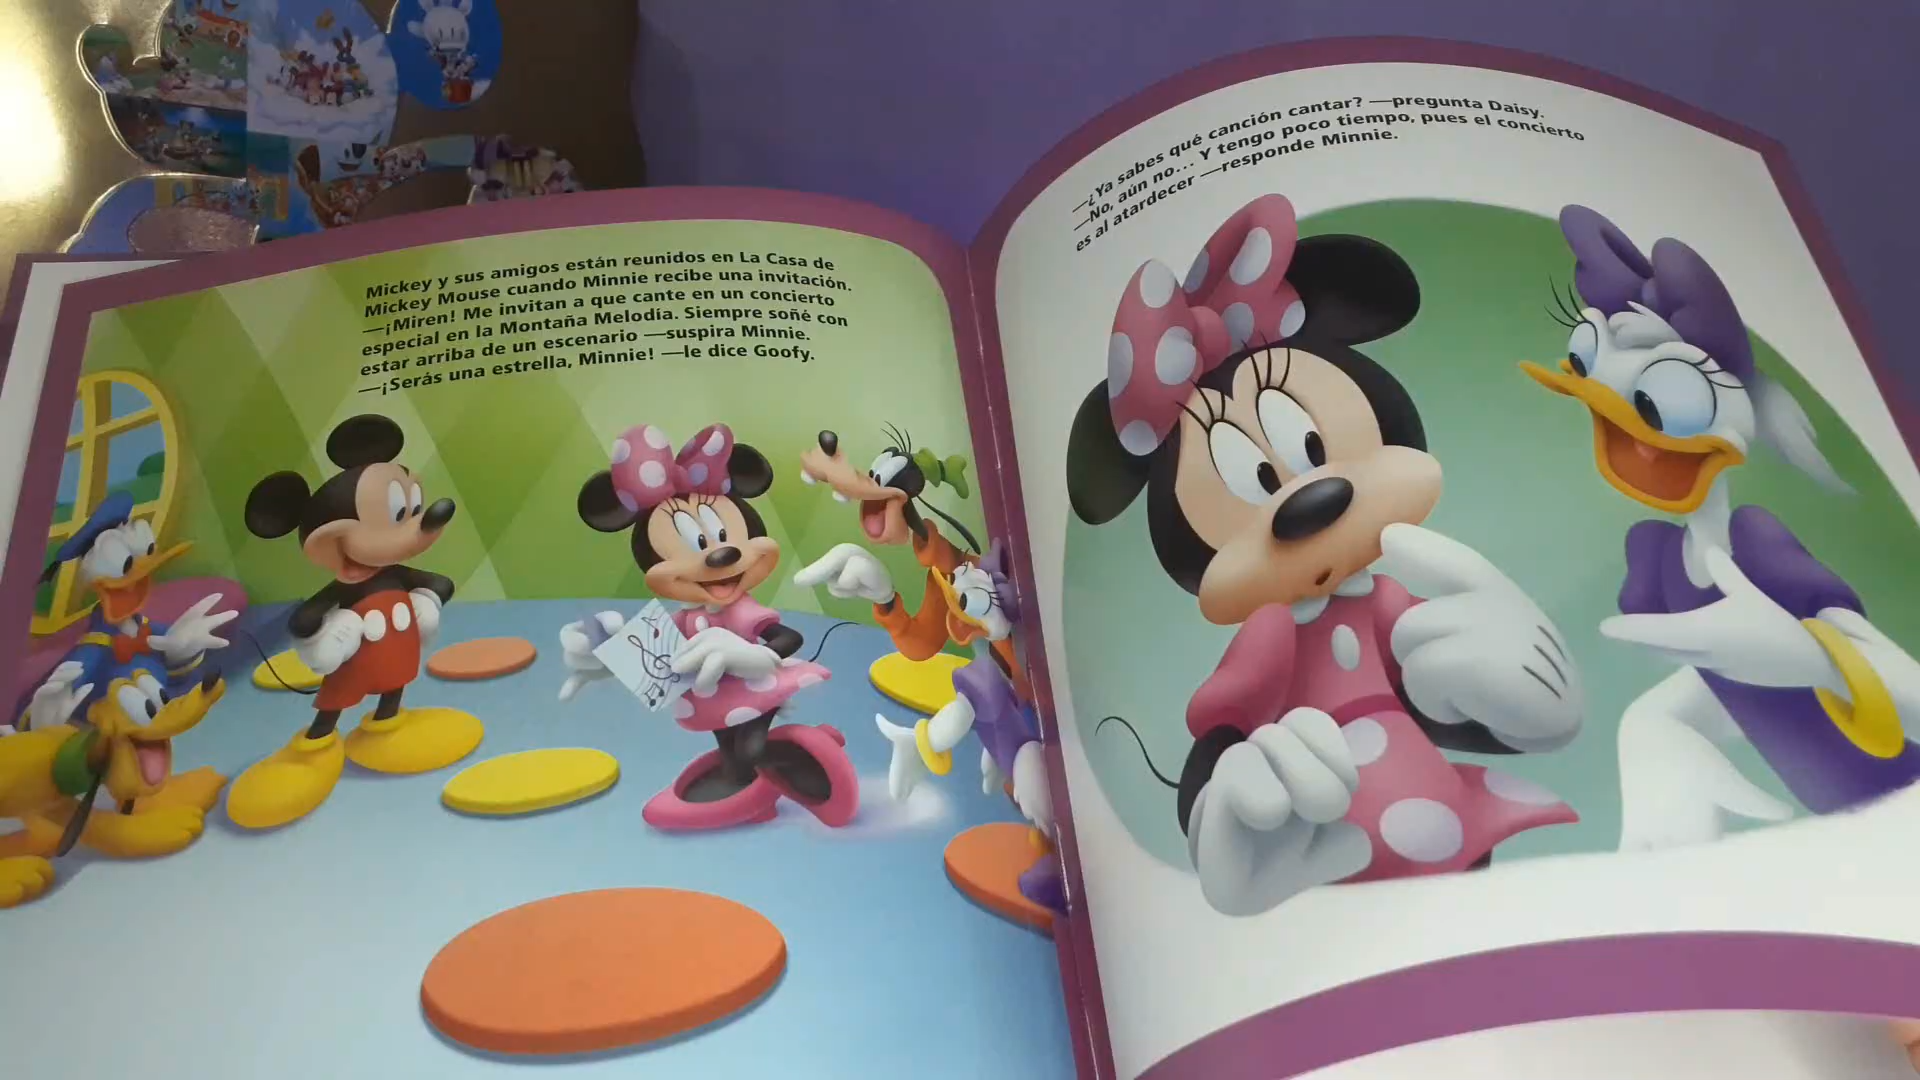 Mickey y sus amigos están reunidos en La Casa de
Mickey Mouse cuando Minnie recibe una invitación.
—¡Miren! Me invitan a que cante en un concierto
especial en la Montaña Melodía. Siempre soñé con
estar arriba de un escenario —suspira Minnie.
—¡Serás una estrella, Minnie! —le dice Goofy.
—¿Ya sabes qué canción cantar? —pregunta Daisy.
—No, aún no... Y tengo poco tiempo, pues el concierto
es al atardecer —responde Minnie.